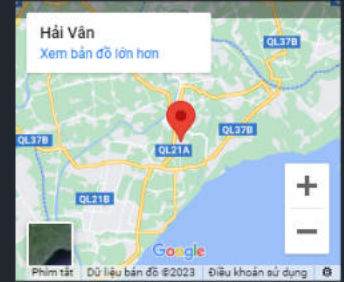 Hải Vân
Xem bản đồ lớn hơn
QL37B
QL37B
QL37B
QL21A
QL21B
Google
Phím tắt
Dữ liệu bản đồ ©2023
Điều khoản sử dụng